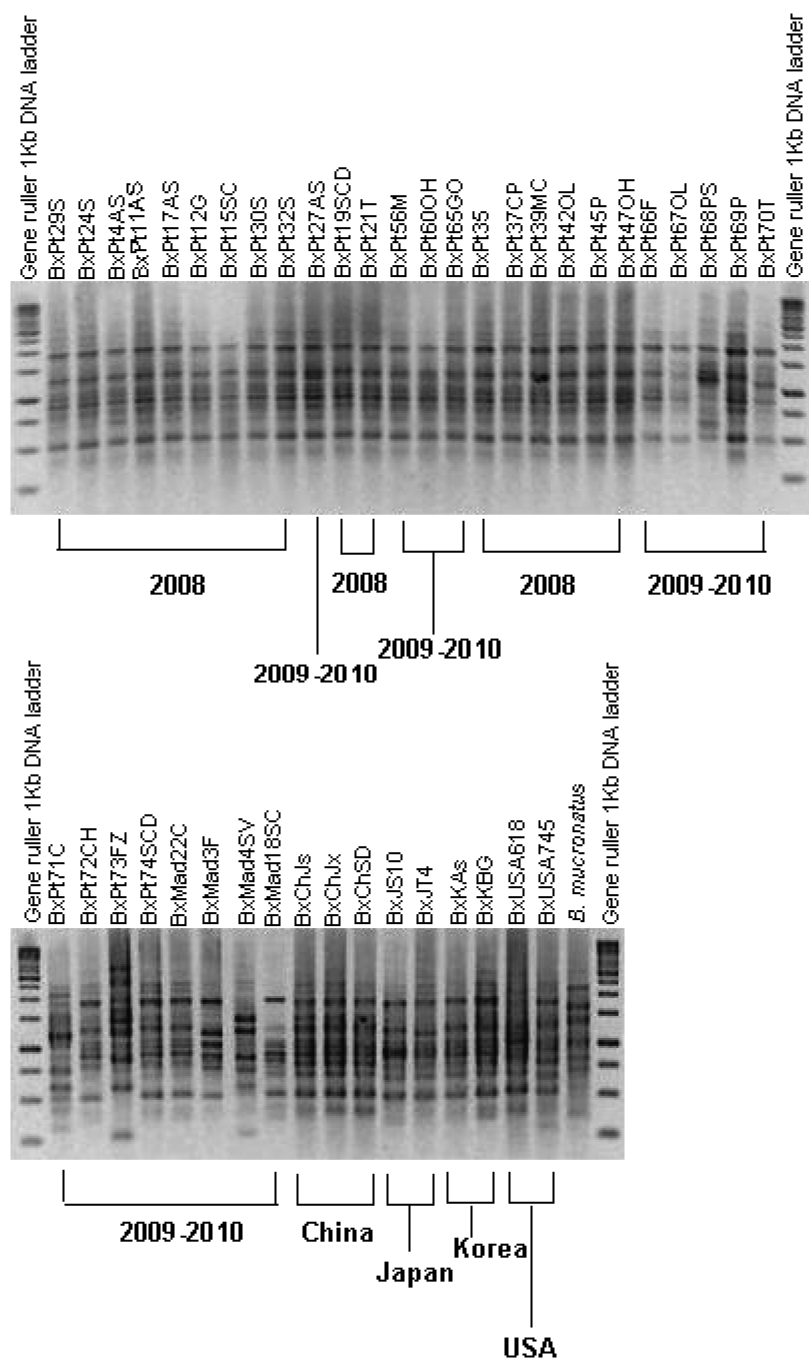 Gene ruller 1Kb DNA ladder
BxPt29S
BxPt24S
BxPt4AS
BxPt11AS
BxPt17AS
BxPt12G
BxPt15SC
BxPt30S
BxPt32S
BxPt27AS
BxPt19SCD
BxPt21T
BxPt56M
BxPt60OH
BxPt65GO
BxPt35
BxPt37CP
BxPt39MC
BxPt42OL
BxPt45P
BxPt47OH
BxPt66F
BxPt67OL
BxPt68PS
BxPt69P
BxPt70T
Gene ruller 1Kb DNA ladder
2008
2009-2010
2008
2009-2010
2008
2009-2010
Gene ruller 1Kb DNA ladder
BxPt71C
BxPt72CH
BxPt73FZ
BxPt74SCD
BxMad22C
BxMad3F
BxMad4SV
BxMad18SC
BxChJs
BxChJx
BxChSD
BxJS10
BxJT4
BxKAs
BxKBG
BxUSA618
BxUSA745
B. mucronatus
Gene ruller 1Kb DNA ladder
2009-2010
China
Japan
Korea
USA